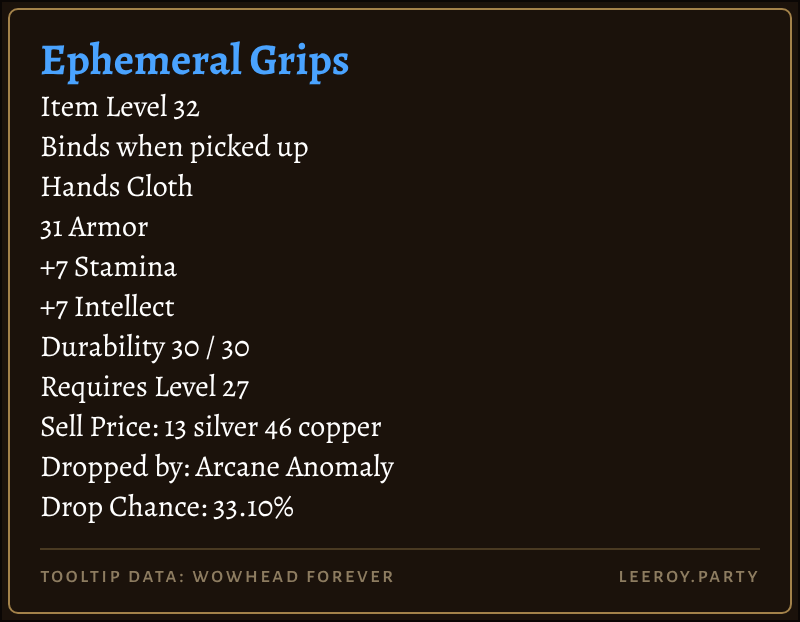 Ephemeral Grips
Item Level 32
Binds when picked up
Hands Cloth
31 Armor
+7 Stamina
+7 Intellect
Durability 30 / 30
Requires Level 27
Sell Price: 13 silver 46 copper
Dropped by: Arcane Anomaly
Drop Chance: 33.10%
TOOLTIP DATA: WOWHEAD FOREVER
LEEROY.PARTY